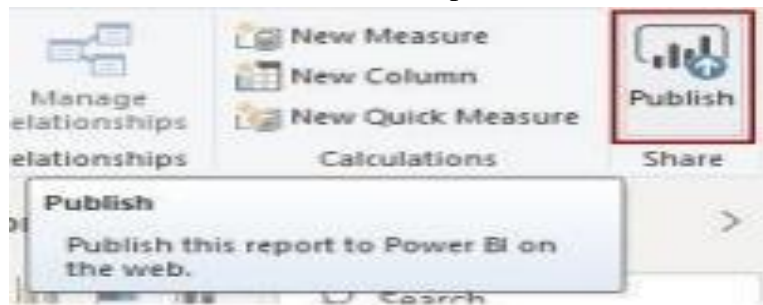 New Measure
New Column
New Quick Measure
Manage
elationships
elationships
Calculations
Publish
Share
Publish
Publish this report to Power BI on
the web.
Search